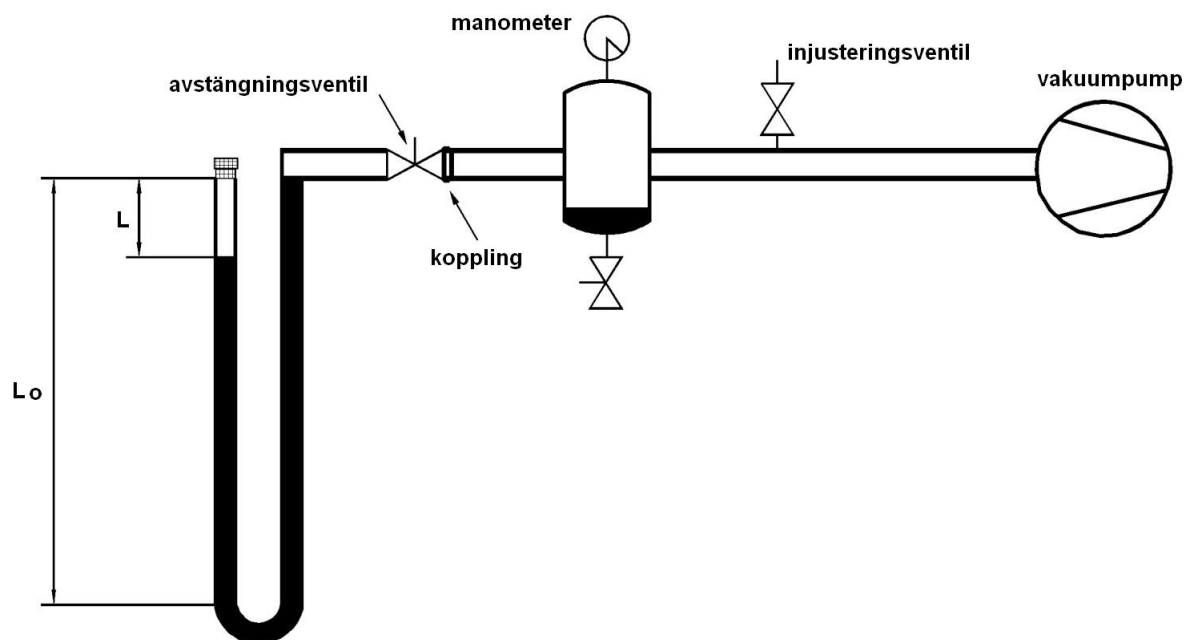 manometer
injusteringsventil
vakuumpump
avstängningsventil
L
koppling
Lo